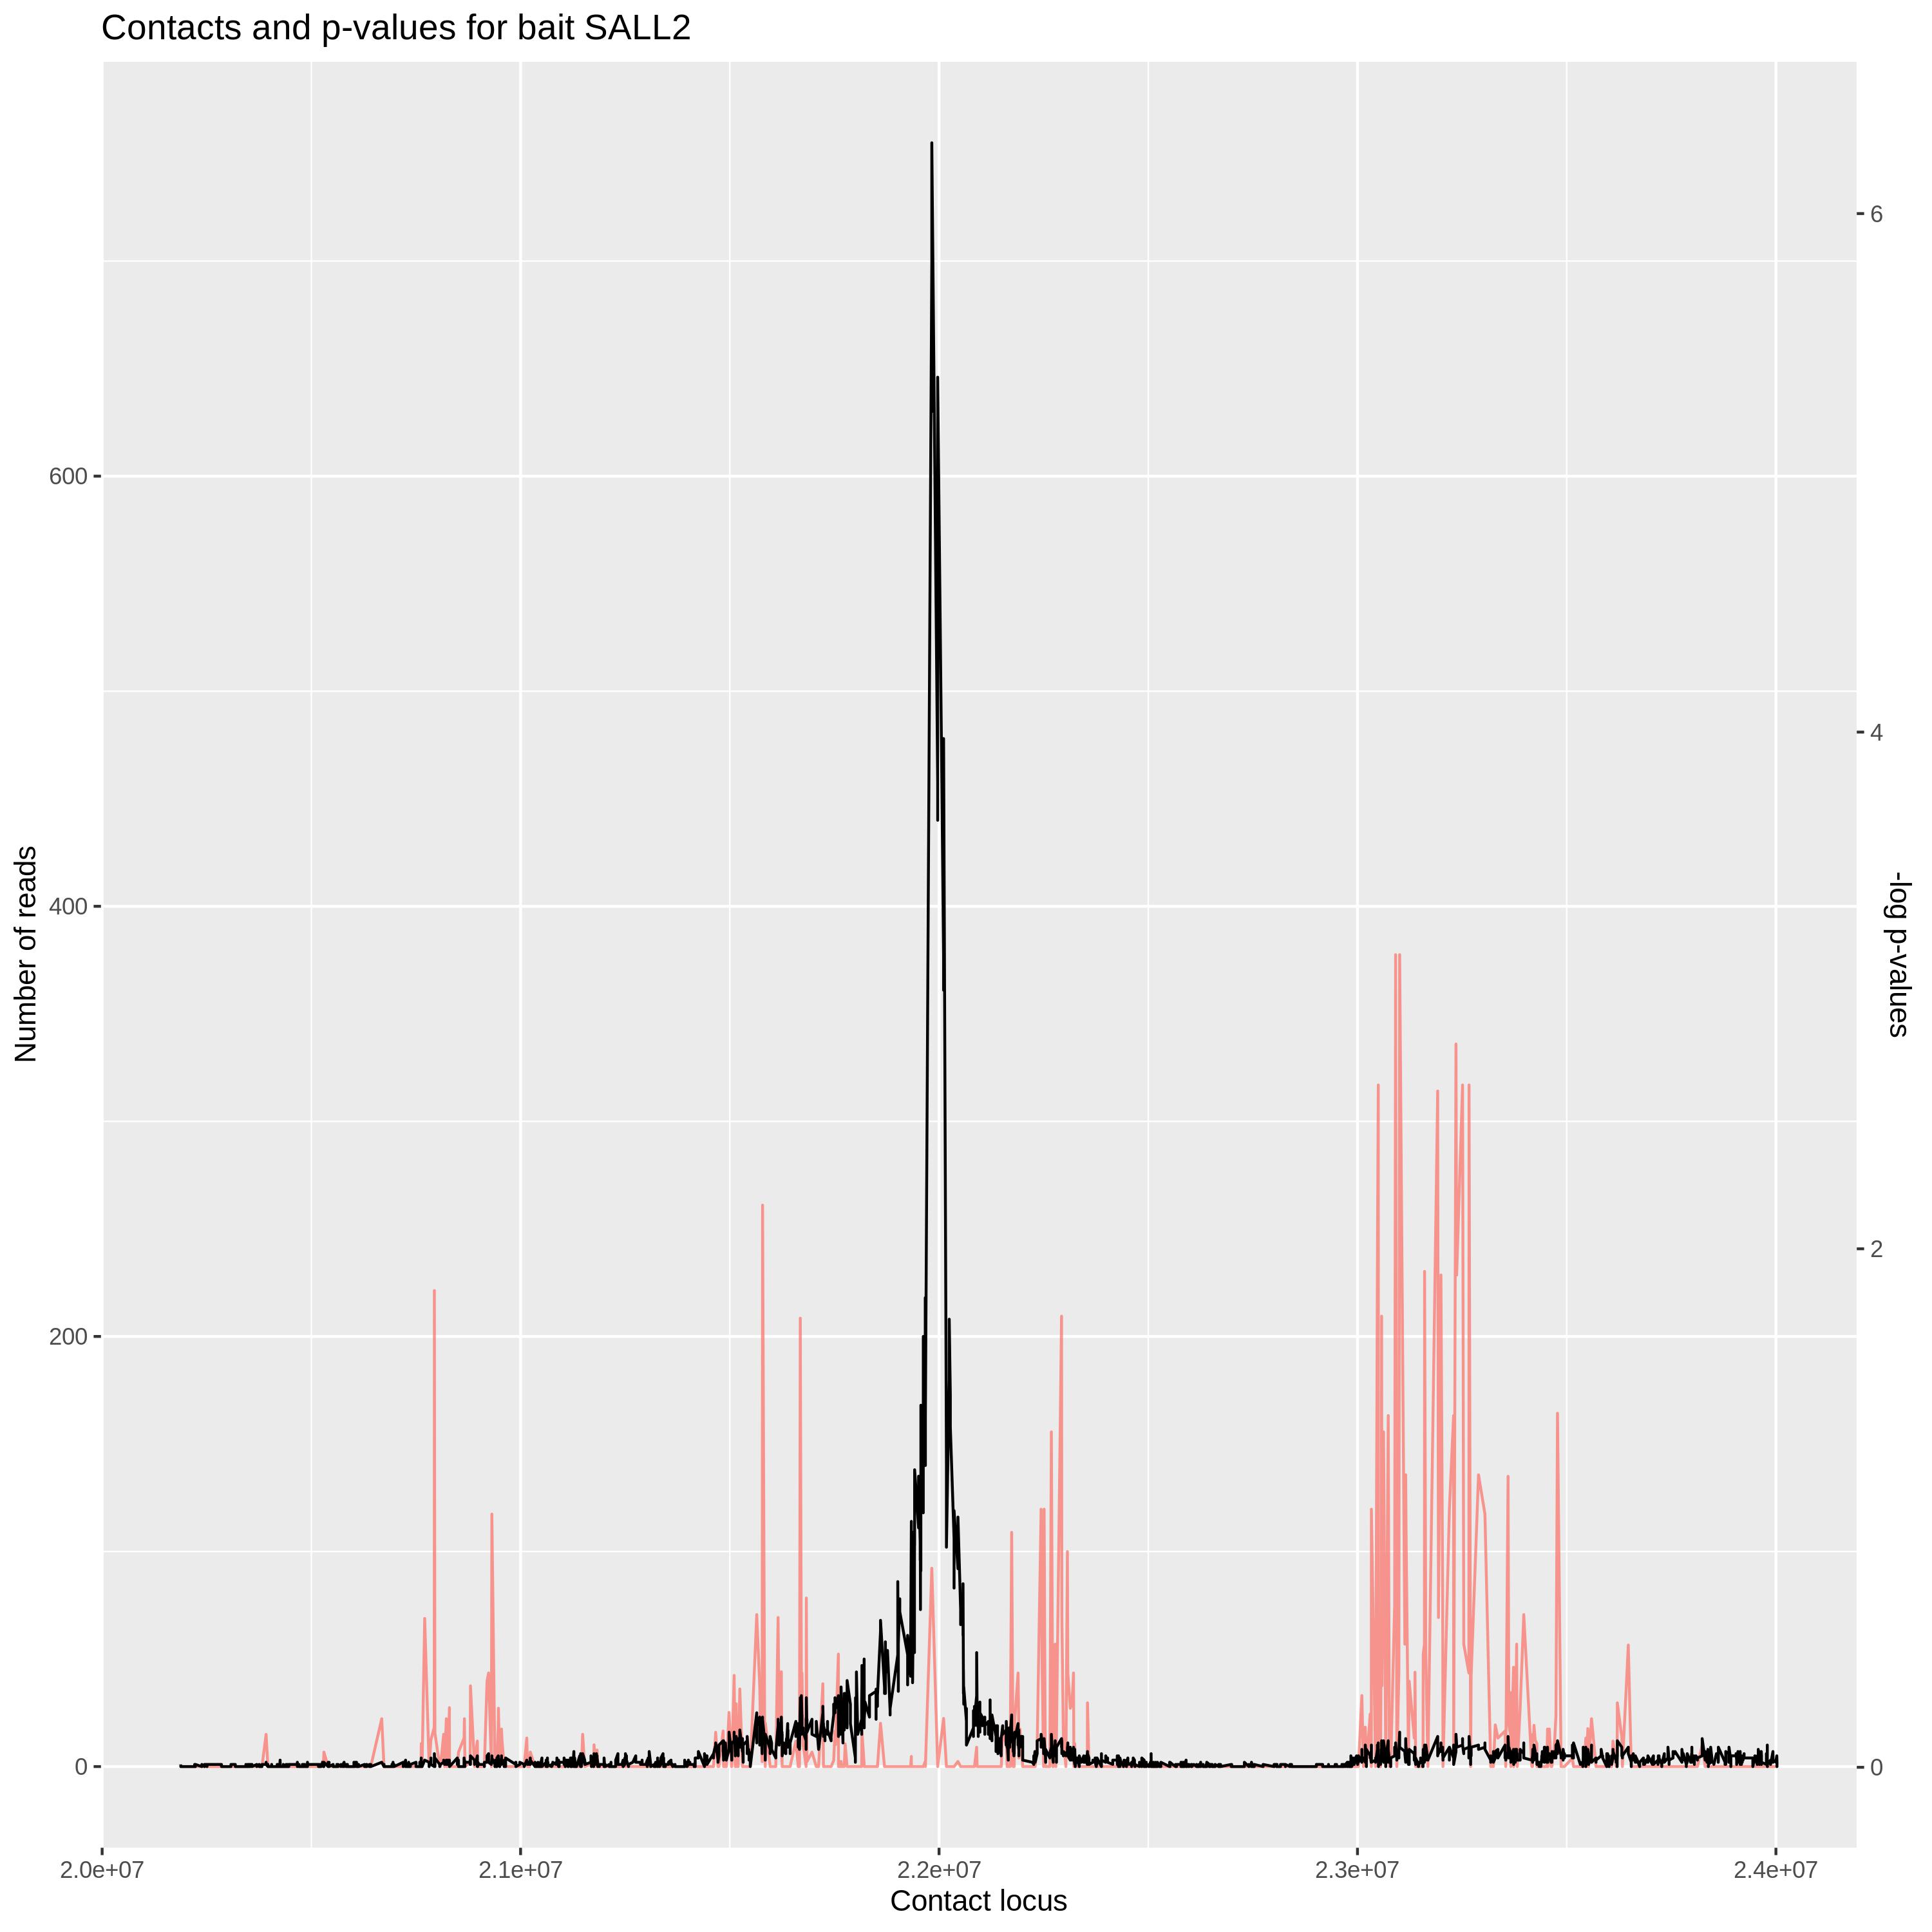 Contacts and p-values for bait SALL2
6
600
4
Number of reads
-log p-values
400
2
200
0
0
2.0e+07 2.1e+07 2.2e+07 2.3e+07 2.4e+07
Contact locus